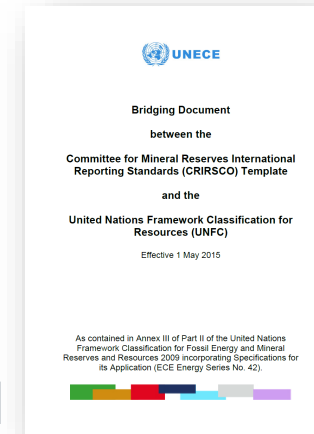 UNECE
Bridging Document
between the
Committee for Mineral Reserves International
Reporting Standards (CRIRSCO) Template
and the
United Nations Framework Classification for
Resources (UNFC)
Effective 1 May 2015
As contained in Annex III of Part II of the United Nations
Framework Classification for Fossil Energy and Mineral
Reserves and Resources 2009 incorporating Specifications for
its Application (ECE Energy Series No. 42).